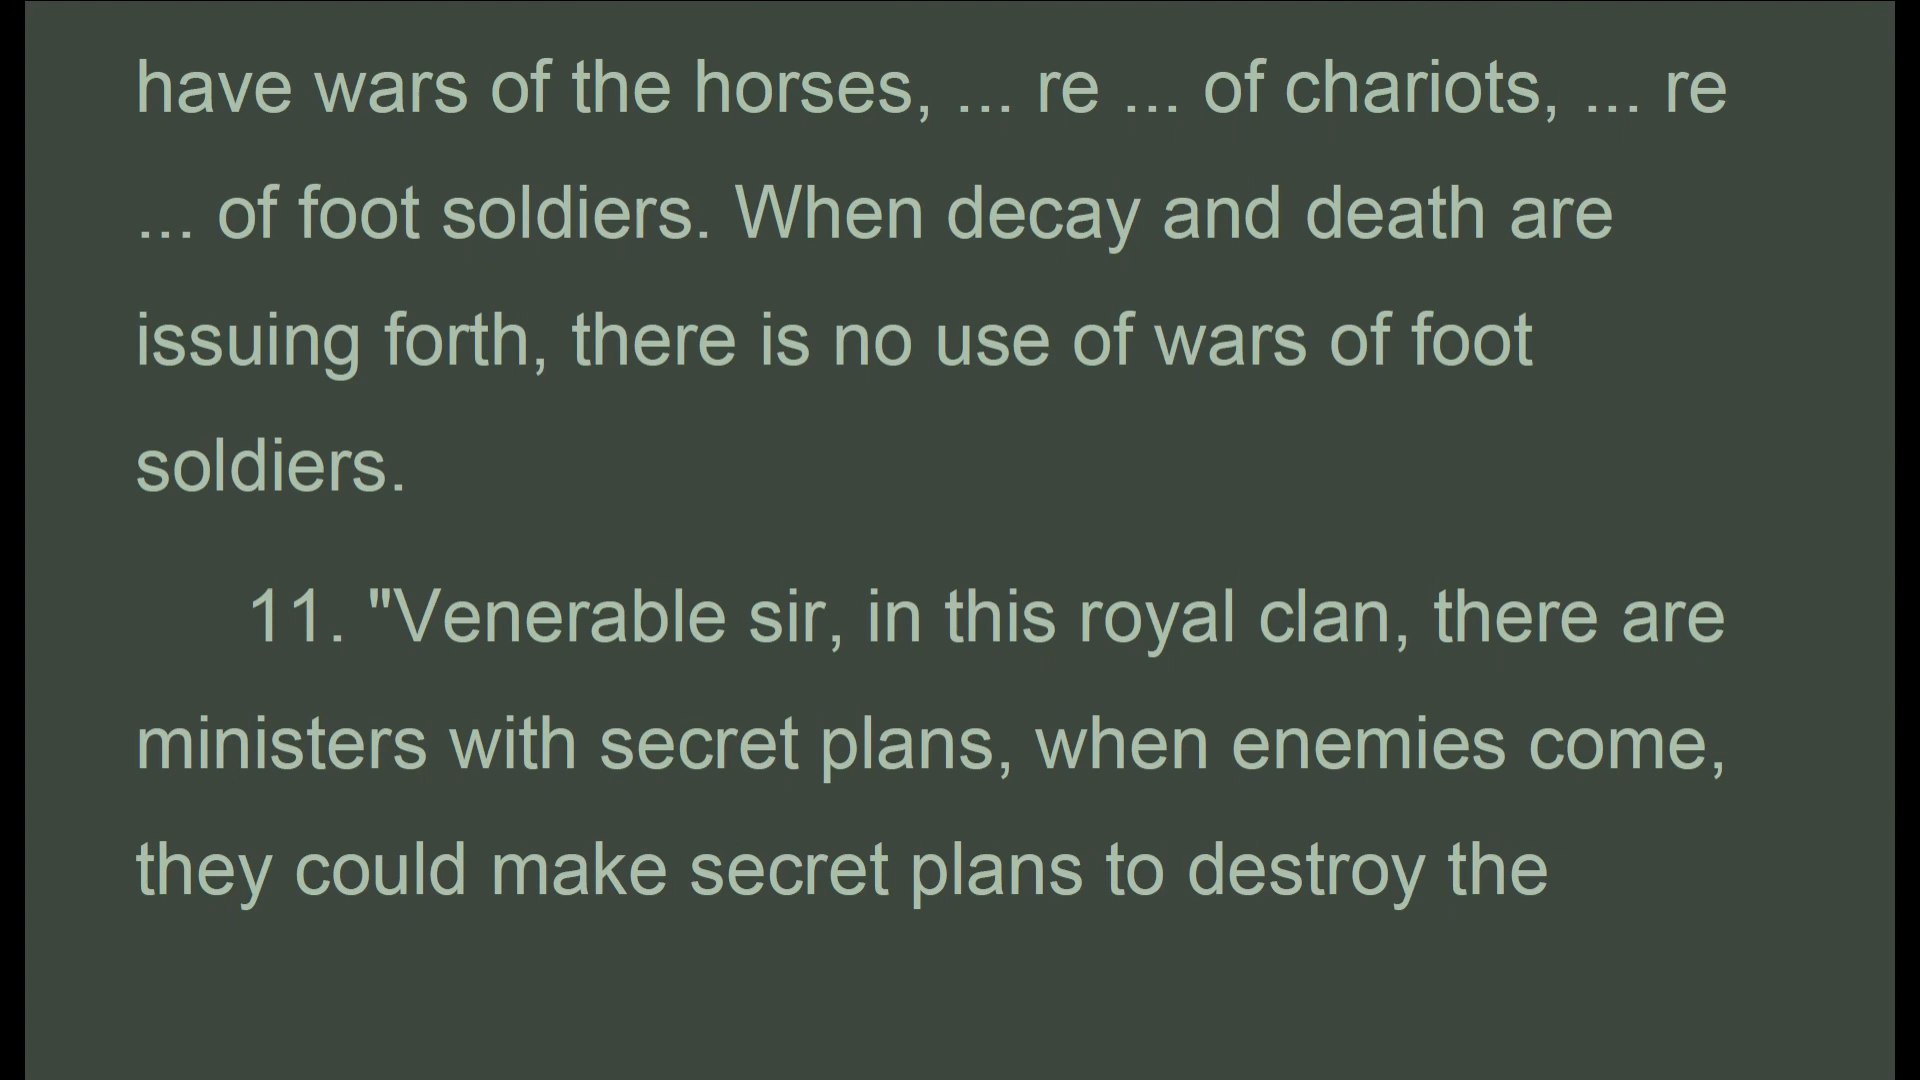 have wars of the horses, ... re ... of chariots, ... re
... of foot soldiers. When decay and death are
issuing forth, there is no use of wars of foot
soldiers.
11. "Venerable sir, in this royal clan, there are
ministers with secret plans, when enemies come,
they could make secret plans to destroy the